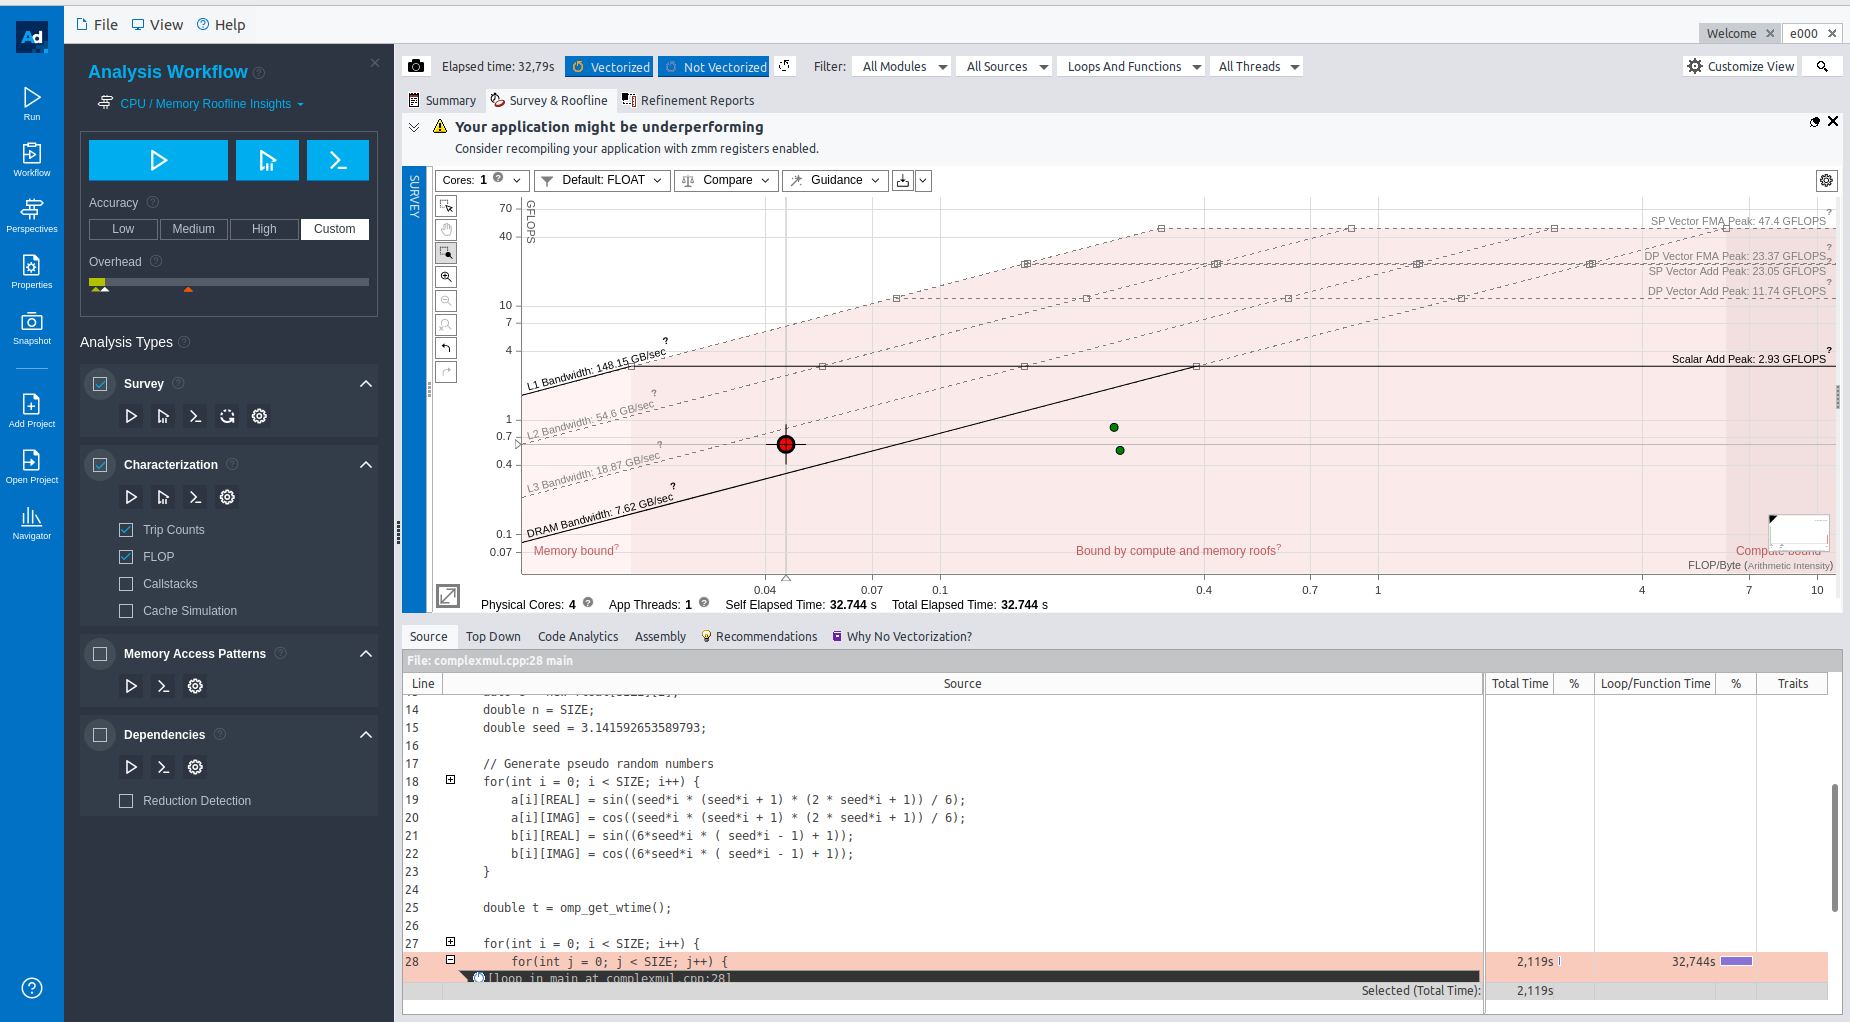 File View Help
Welcome e000
Ad
Run
Workflow
Perspectives
Properties
Snapshot
Add Project
Open Project
Navigator
Analysis Workflow
CPU / Memory Roofline Insights
Accuracy
Low Medium High Custom
Overhead
Analysis Types
Survey
Characterization
Trip Counts
FLOP
Callstacks
Cache Simulation
Memory Access Patterns
Dependencies
Reduction Detection
Elapsed time: 32,79s Vectorized Not Vectorized Filter: All Modules All Sources Loops And Functions All Threads Customize View
Summary Survey & Roofline Refinement Reports
Your application might be underperforming
Consider recompiling your application with zmm registers enabled.
SURVEY
Cores: 1 Default: FLOAT Compare Guidance
GFLOPS
70
40
10
7
4
1
0.7
0.4
0.1
0.07
SP Vector FMA Peak: 47.4 GFLOPS
DP Vector FMA Peak: 23.37 GFLOPS
SP Vector Add Peak: 23.05 GFLOPS
DP Vector Add Peak: 11.74 GFLOPS
Scalar Add Peak: 2.93 GFLOPS
L1 Bandwidth: 148.15 GB/sec
L2 Bandwidth: 54.6 GB/sec
L3 Bandwidth: 18.87 GB/sec
DRAM Bandwidth: 7.62 GB/sec
Memory bound? Bound by compute and memory roofs? Compute bound
FLOP/Byte (Arithmetic Intensity)
0.04 0.07 0.1 0.4 0.7 1 4 7 10
Physical Cores: 4 App Threads: 1 Self Elapsed Time: 32.744 s Total Elapsed Time: 32.744 s
Source Top Down Code Analytics Assembly Recommendations Why No Vectorization?
File: complexmul.cpp:28 main
Line Source Total Time % Loop/Function Time % Traits
14 double n = SIZE;
15 double seed = 3.141592653589793;
16
17 // Generate pseudo random numbers
18 for(int i = 0; i < SIZE; i++) {
19 a[i][REAL] = sin((seed*i * (seed*i + 1) * (2 * seed*i + 1)) / 6);
20 a[i][IMAG] = cos((seed*i * (seed*i + 1) * (2 * seed*i + 1)) / 6);
21 b[i][REAL] = sin((6*seed*i * ( seed*i - 1) + 1));
22 b[i][IMAG] = cos((6*seed*i * ( seed*i - 1) + 1));
23 }
24
25 double t = omp_get_wtime();
26
27 for(int i = 0; i < SIZE; i++) {
28 for(int j = 0; j < SIZE; j++) { 2,119s 32,744s
[loop in main at complexmul.cpp:28]
Selected (Total Time): 2,119s